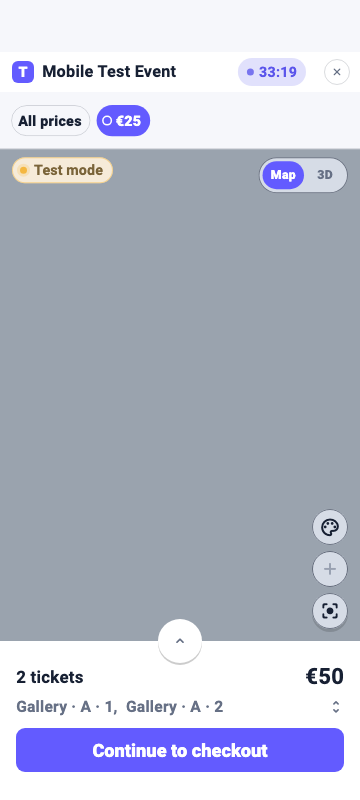 T Mobile Test Event 33:19
All prices €25
Test mode Map 3D
2 tickets €50
Gallery · A · 1, Gallery · A · 2
Continue to checkout